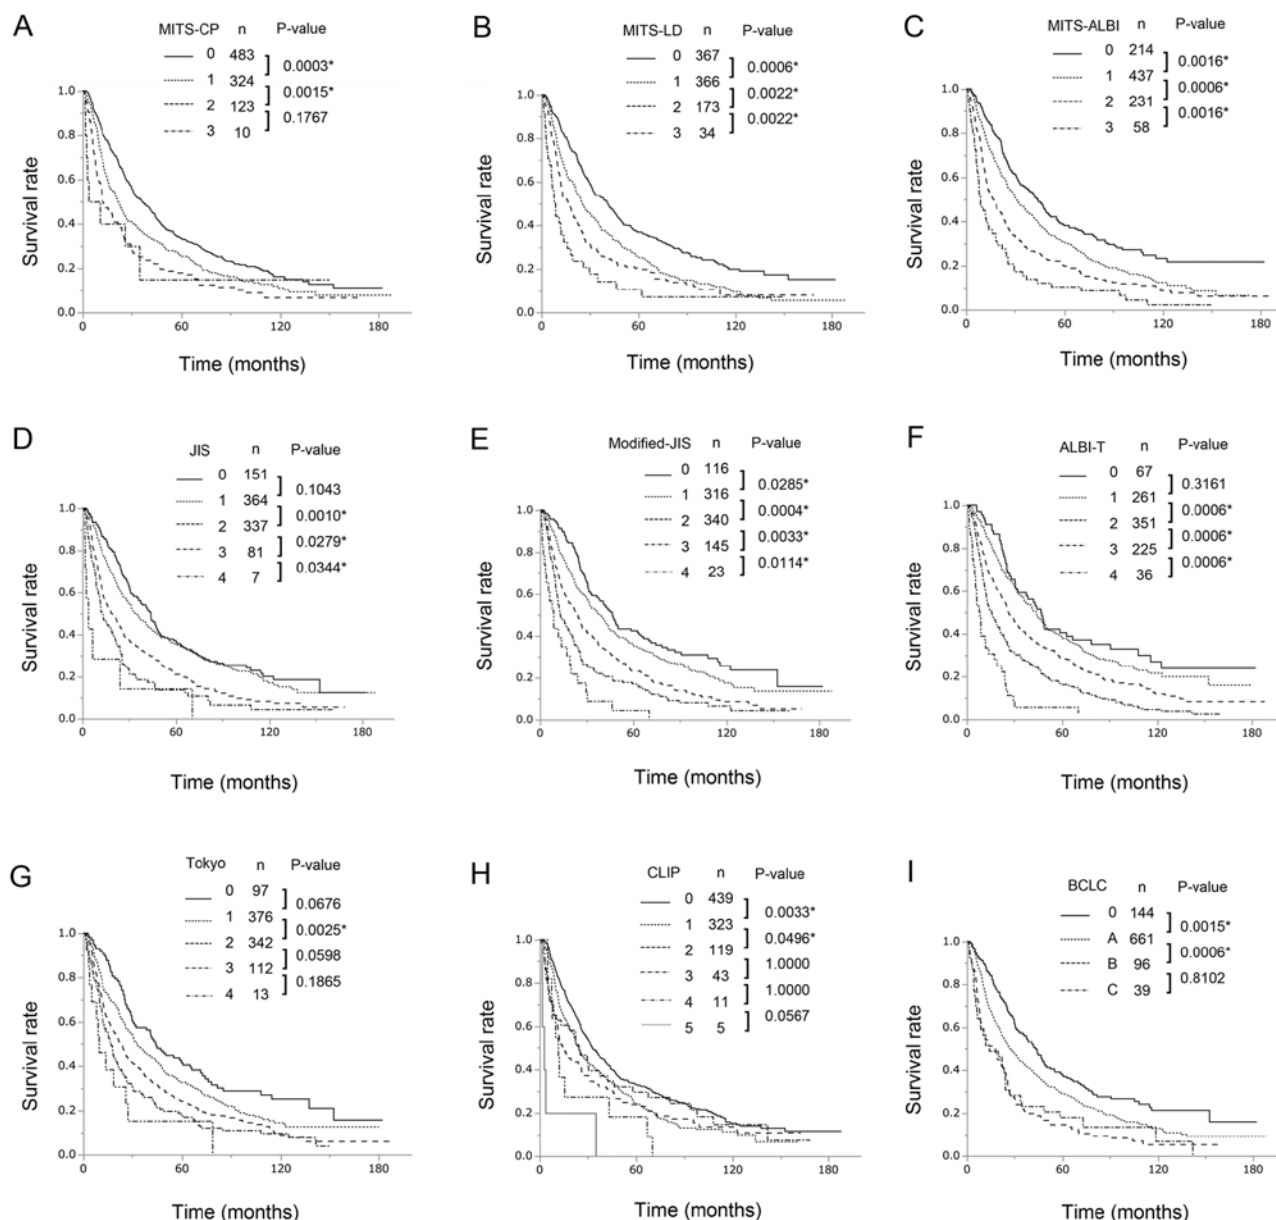 A
MITS-CP n P-value
0 483
0.0003*
1 324
0.0015*
2 123
0.1767
3 10
1.0
0.8
0.6
0.4
0.2
0.0
0 60 120 180
Survival rate
Time (months)
B
MITS-LD n P-value
0 367
0.0006*
1 366
0.0022*
2 173
0.0022*
3 34
1.0
0.8
0.6
0.4
0.2
0.0
0 60 120 180
Survival rate
Time (months)
C
MITS-ALBI n P-value
0 214
0.0016*
1 437
0.0006*
2 231
0.0016*
3 58
1.0
0.8
0.6
0.4
0.2
0.0
0 60 120 180
Survival rate
Time (months)
D
JIS n P-value
0 151
0.1043
1 364
0.0010*
2 337
0.0279*
3 81
0.0344*
4 7
1.0
0.8
0.6
0.4
0.2
0.0
0 60 120 180
Survival rate
Time (months)
E
Modified-JIS n P-value
0 116
0.0285*
1 316
0.0004*
2 340
0.0033*
3 145
0.0114*
4 23
1.0
0.8
0.6
0.4
0.2
0.0
0 60 120 180
Survival rate
Time (months)
F
ALBI-T n P-value
0 67
0.3161
1 261
0.0006*
2 351
0.0006*
3 225
0.0006*
4 36
1.0
0.8
0.6
0.4
0.2
0.0
0 60 120 180
Survival rate
Time (months)
G
Tokyo n P-value
0 97
0.0676
1 376
0.0025*
2 342
0.0598
3 112
0.1865
4 13
1.0
0.8
0.6
0.4
0.2
0.0
0 60 120 180
Survival rate
Time (months)
H
CLIP n P-value
0 439
0.0033*
1 323
0.0496*
2 119
1.0000
3 43
1.0000
4 11
0.0567
5 5
1.0
0.8
0.6
0.4
0.2
0.0
0 60 120 180
Survival rate
Time (months)
I
BCLC n P-value
0 144
0.0015*
A 661
0.0006*
B 96
0.8102
C 39
1.0
0.8
0.6
0.4
0.2
0.0
0 60 120 180
Survival rate
Time (months)